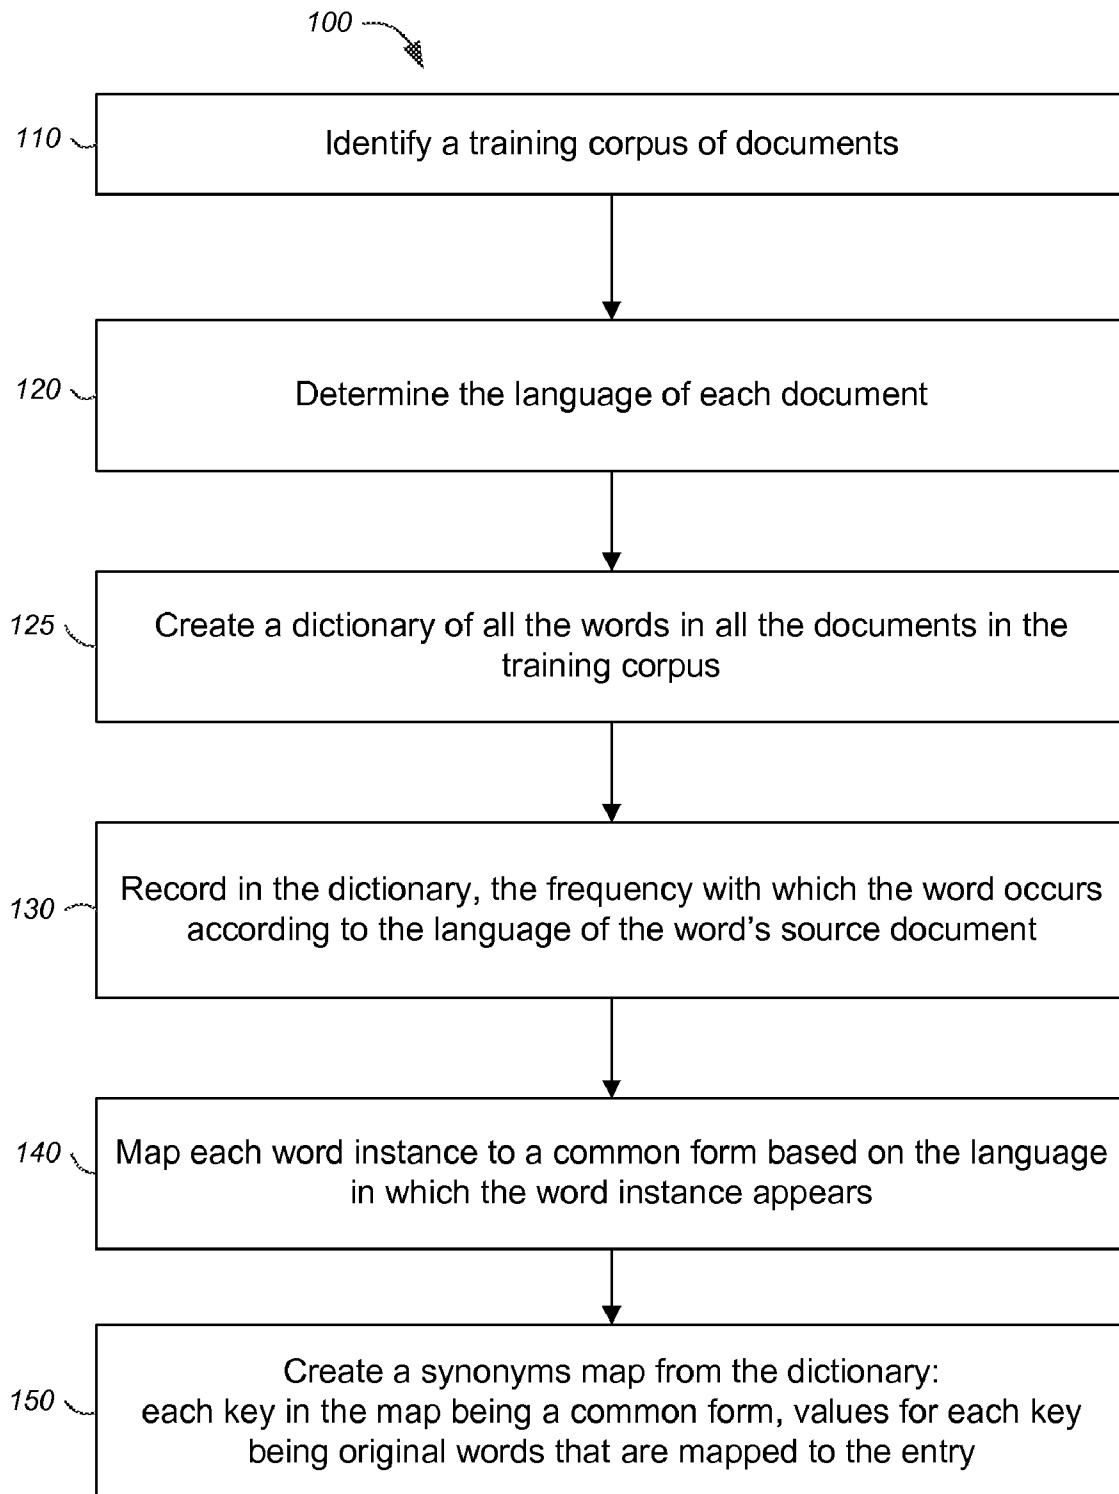 100
110
Identify a training corpus of documents
120
Determine the language of each document
125
Create a dictionary of all the words in all the documents in the
training corpus
130
Record in the dictionary, the frequency with which the word occurs
according to the language of the word's source document
140
Map each word instance to a common form based on the language
in which the word instance appears
150
Create a synonyms map from the dictionary:
each key in the map being a common form, values for each key
being original words that are mapped to the entry